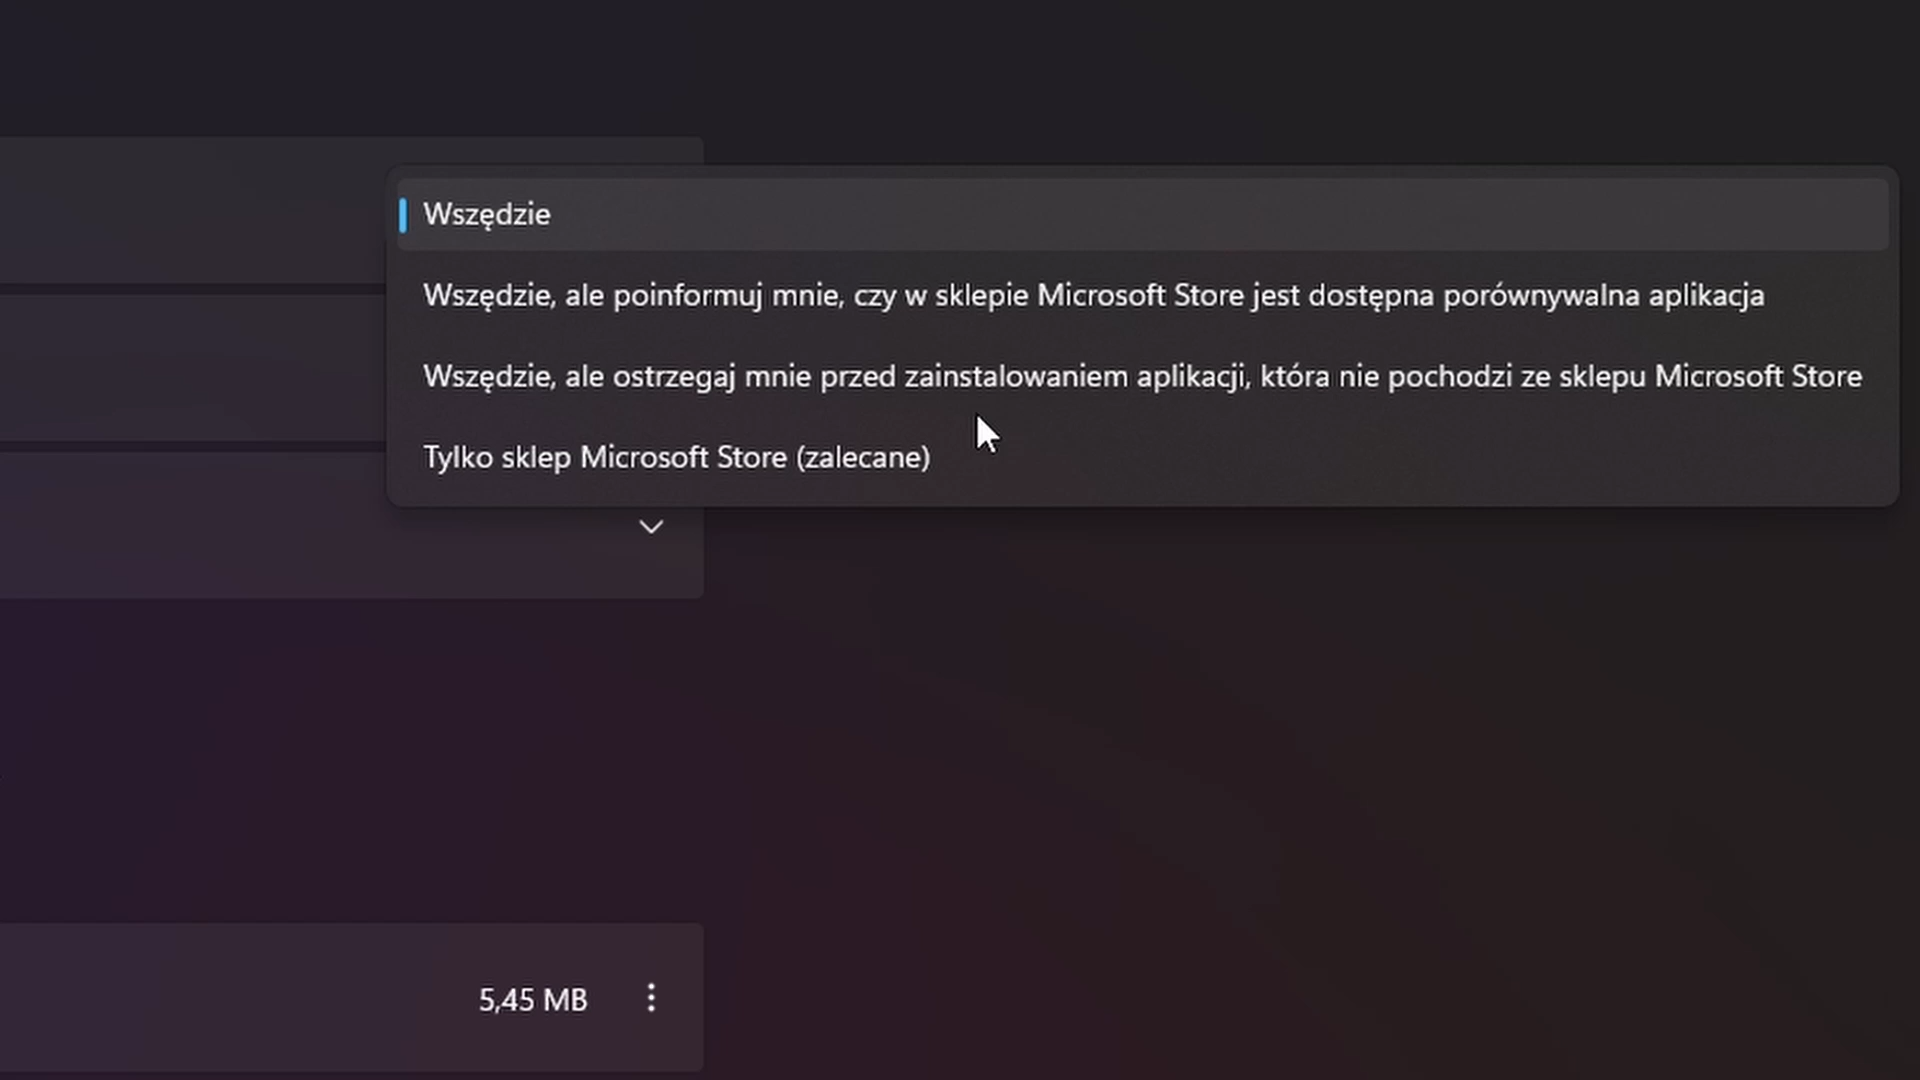 Wszędzie
Wszędzie, ale poinformuj mnie, czy w sklepie Microsoft Store jest dostępna porównywalna aplikacja
Wszędzie, ale ostrzegaj mnie przed zainstalowaniem aplikacji, która nie pochodzi ze sklepu Microsoft Store
Tylko sklep Microsoft Store (zalecane)
5,45 MB